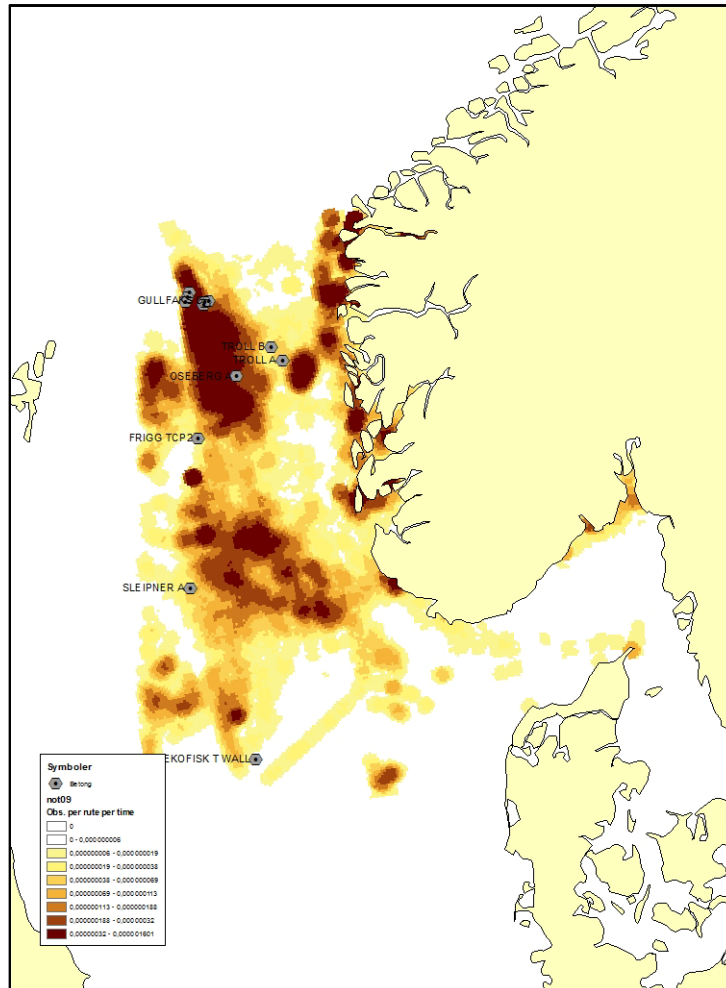 GULLFAKS
TROLL B
TROLL A
OSEBERG A
FRIGG TCP2
SLEIPNER A
EKOFISK T WALL
Symboler
Betong
not09
Obs. per rute per time
0
0 - 0,000000006
0,000000006 - 0,000000019
0,000000019 - 0,000000038
0,000000038 - 0,000000069
0,000000069 - 0,000000113
0,000000113 - 0,000000188
0,000000188 - 0,00000032
0,00000032 - 0,000001601